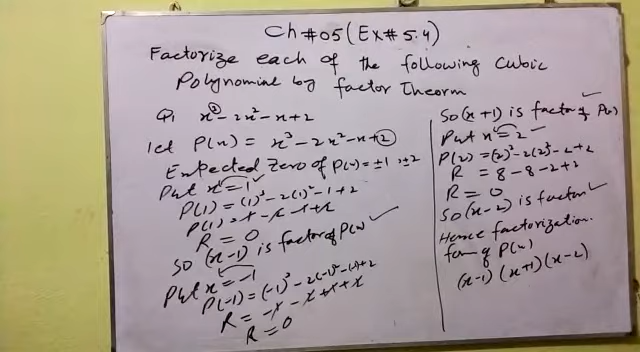 Ch#05(Ex#5.4)
Factorize each of the following Cubic
Polynomial by factor Theorm
Q1 x³-2x²-x+2
let P(x) = x³-2x²-x+2
Expected Zero of P(x)=±1,±2
Put x=1
P(1)=(1)³-2(1)²-1+2
P(1)=1-2-1+2
R=0
So (x-1) is factor of P(x)
Put x=-1
P(-1)=(-1)³-2(-1)²-(-1)+2
R=-1-2+1+2
R=0
So (x+1) is factor of P(x)
Put x=2
P(2)=(2)³-2(2)²-2+2
R=8-8-2+2
R=0
So (x-2) is factor
Hence factorization
form of P(x)
(x-1)(x+1)(x-2)